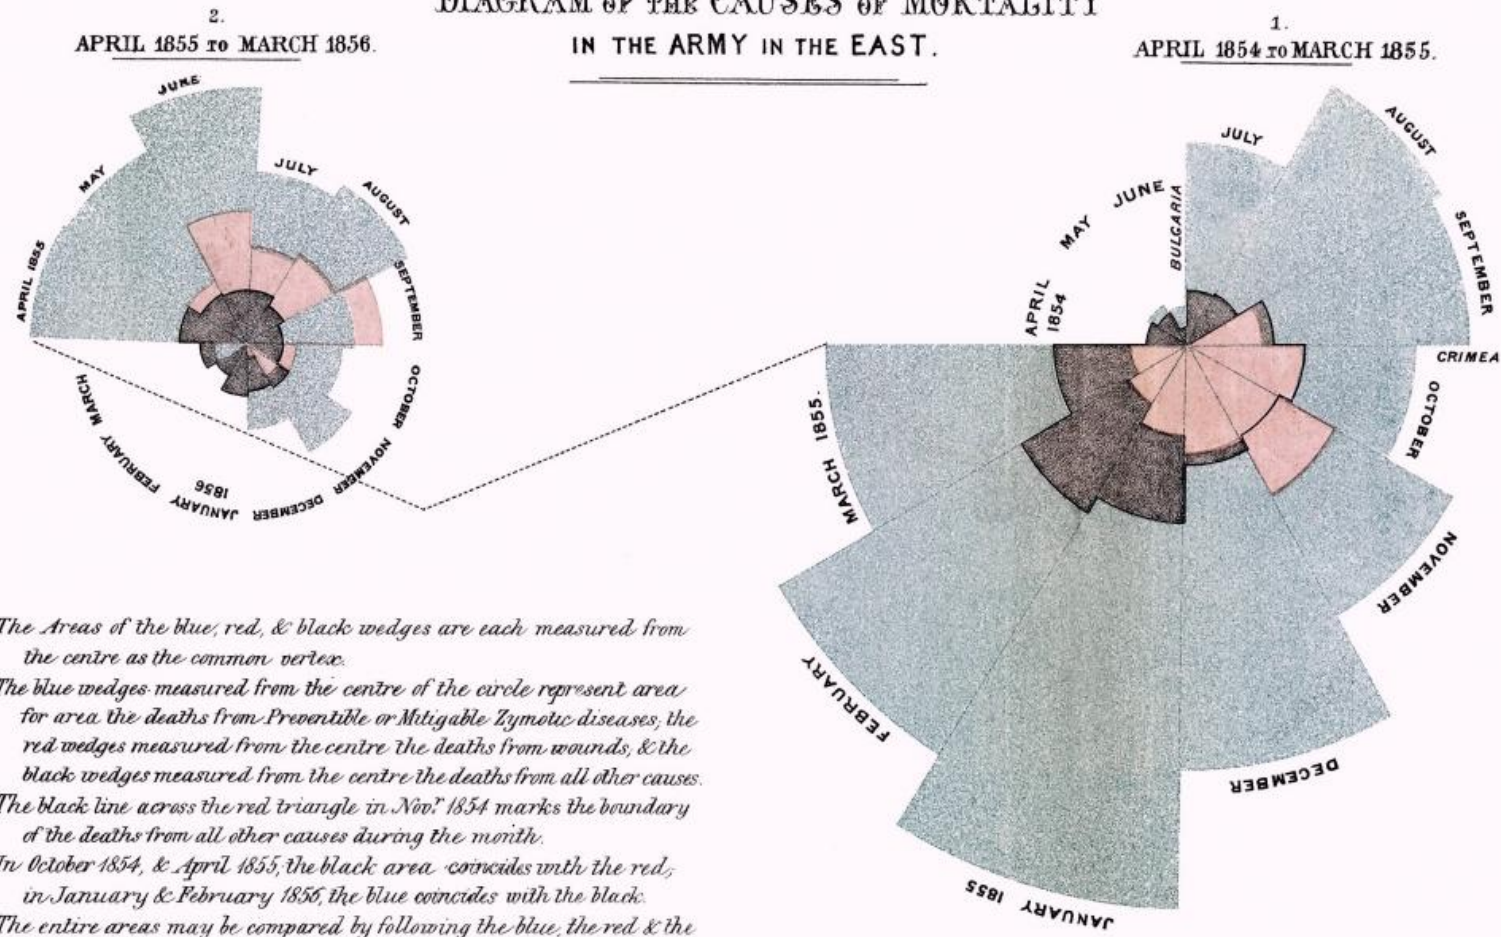 DIAGRAM OF THE CAUSES OF MORTALITY
IN THE ARMY IN THE EAST.
2.
APRIL 1855 TO MARCH 1856.
1.
APRIL 1854 TO MARCH 1855.
APRIL 1855
MAY
JUNE
JULY
AUGUST
SEPTEMBER
OCTOBER
NOVEMBER
DECEMBER
JANUARY
1856
FEBRUARY
MARCH
APRIL
1854
MAY
JUNE
BULGARIA
JULY
AUGUST
SEPTEMBER
CRIMEA
OCTOBER
NOVEMBER
DECEMBER
JANUARY 1855
FEBRUARY
MARCH 1855.
The Areas of the blue, red, & black wedges are each measured from
the centre as the common vertex.
The blue wedges measured from the centre of the circle represent area
for area the deaths from Preventible or Mitigable Zymotic diseases; the
red wedges measured from the centre the deaths from wounds; & the
black wedges measured from the centre the deaths from all other causes.
The black line across the red triangle in Novr. 1854 marks the boundary
of the deaths from all other causes during the month.
In October 1854, & April 1855, the black area coincides with the red;
in January & February 1856, the blue coincides with the black.
The entire areas may be compared by following the blue, the red & the